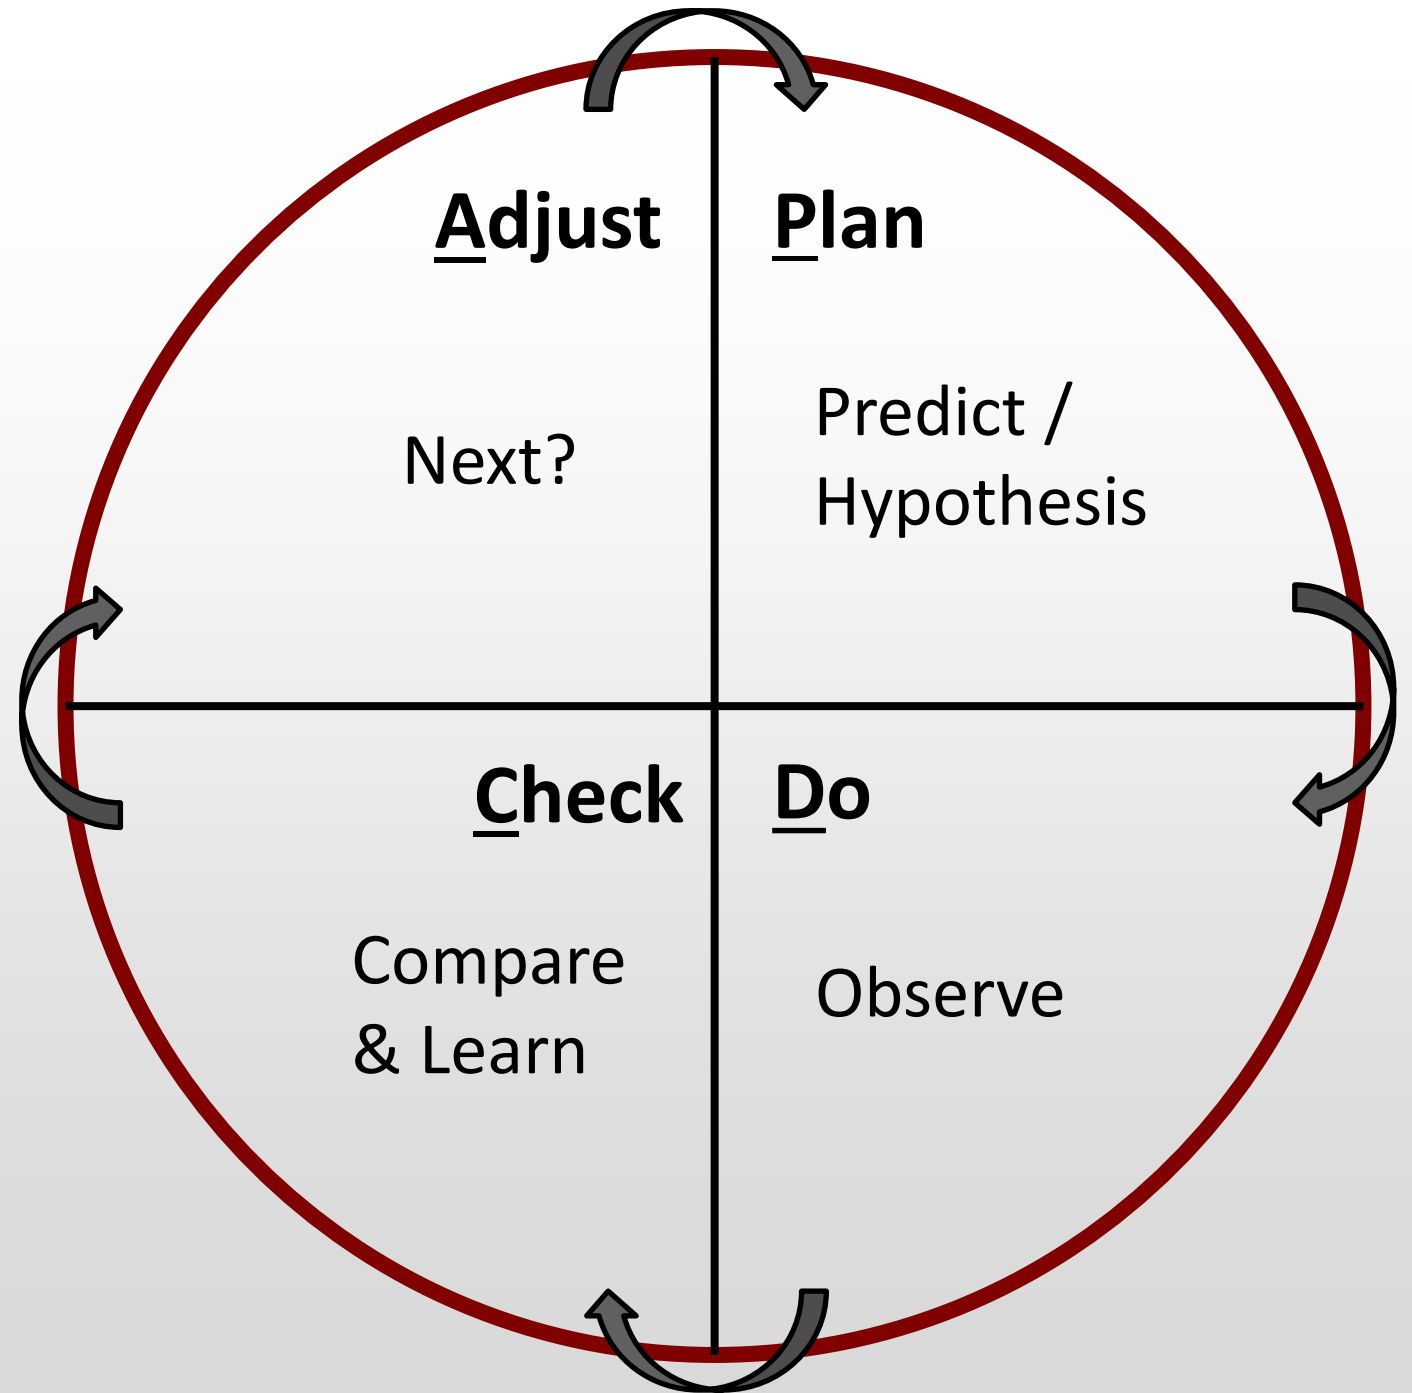 Adjust
Plan
Next?
Predict /
Hypothesis
Check
Do
Compare
& Learn
Observe